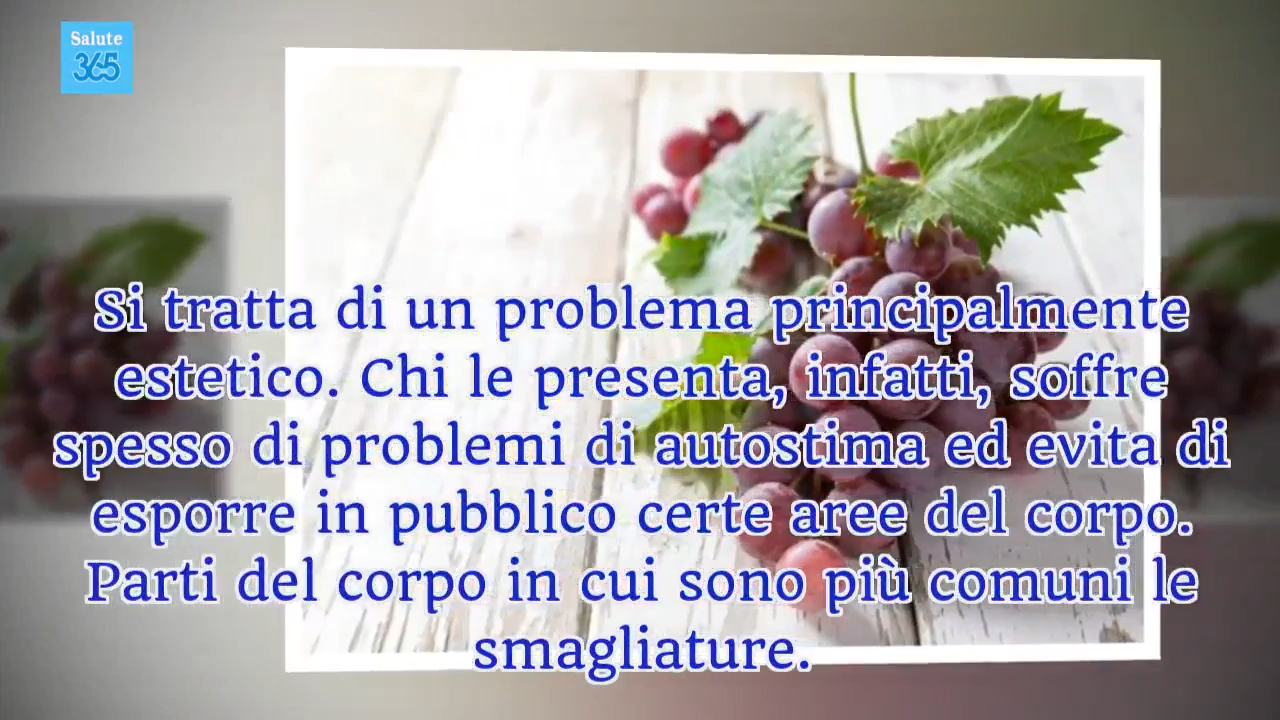 Salute
365
Si tratta di un problema principalmente
estetico. Chi le presenta, infatti, soffre
spesso di problemi di autostima ed evita di
esporre in pubblico certe aree del corpo.
Parti del corpo in cui sono più comuni le
smagliature.